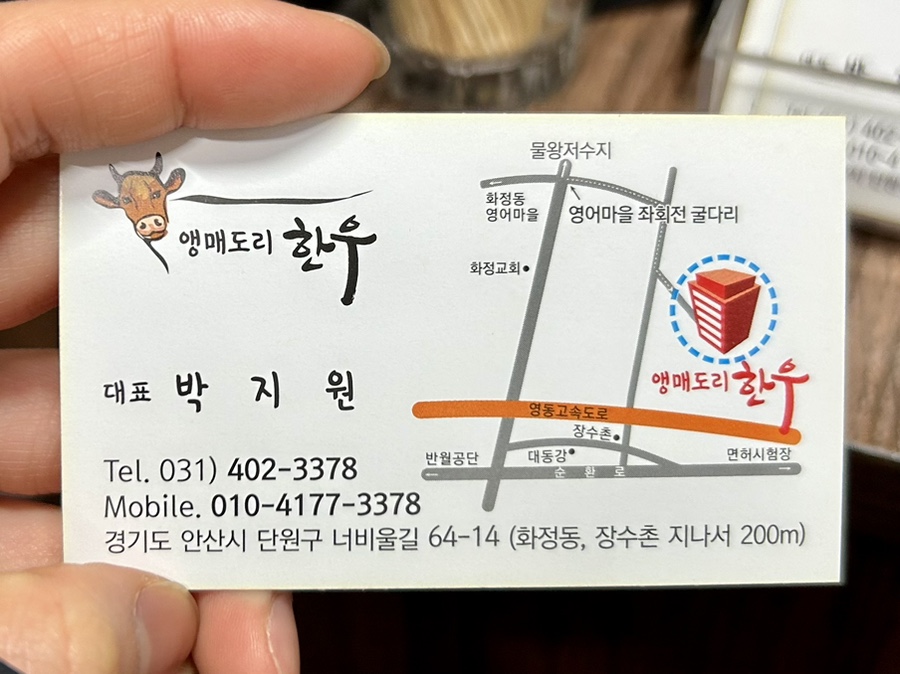 앵매도리 한우
대표 박 지 원
Tel. 031) 402-3378
Mobile. 010-4177-3378
경기도 안산시 단원구 너비울길 64-14 (화정동, 장수촌 지나서 200m)
물왕저수지
화정동
영어마을
영어마을 좌회전 굴다리
화정교회
앵매도리 한우
영동고속도로
장수촌
반월공단
대동강
면허시험장
순 환 로